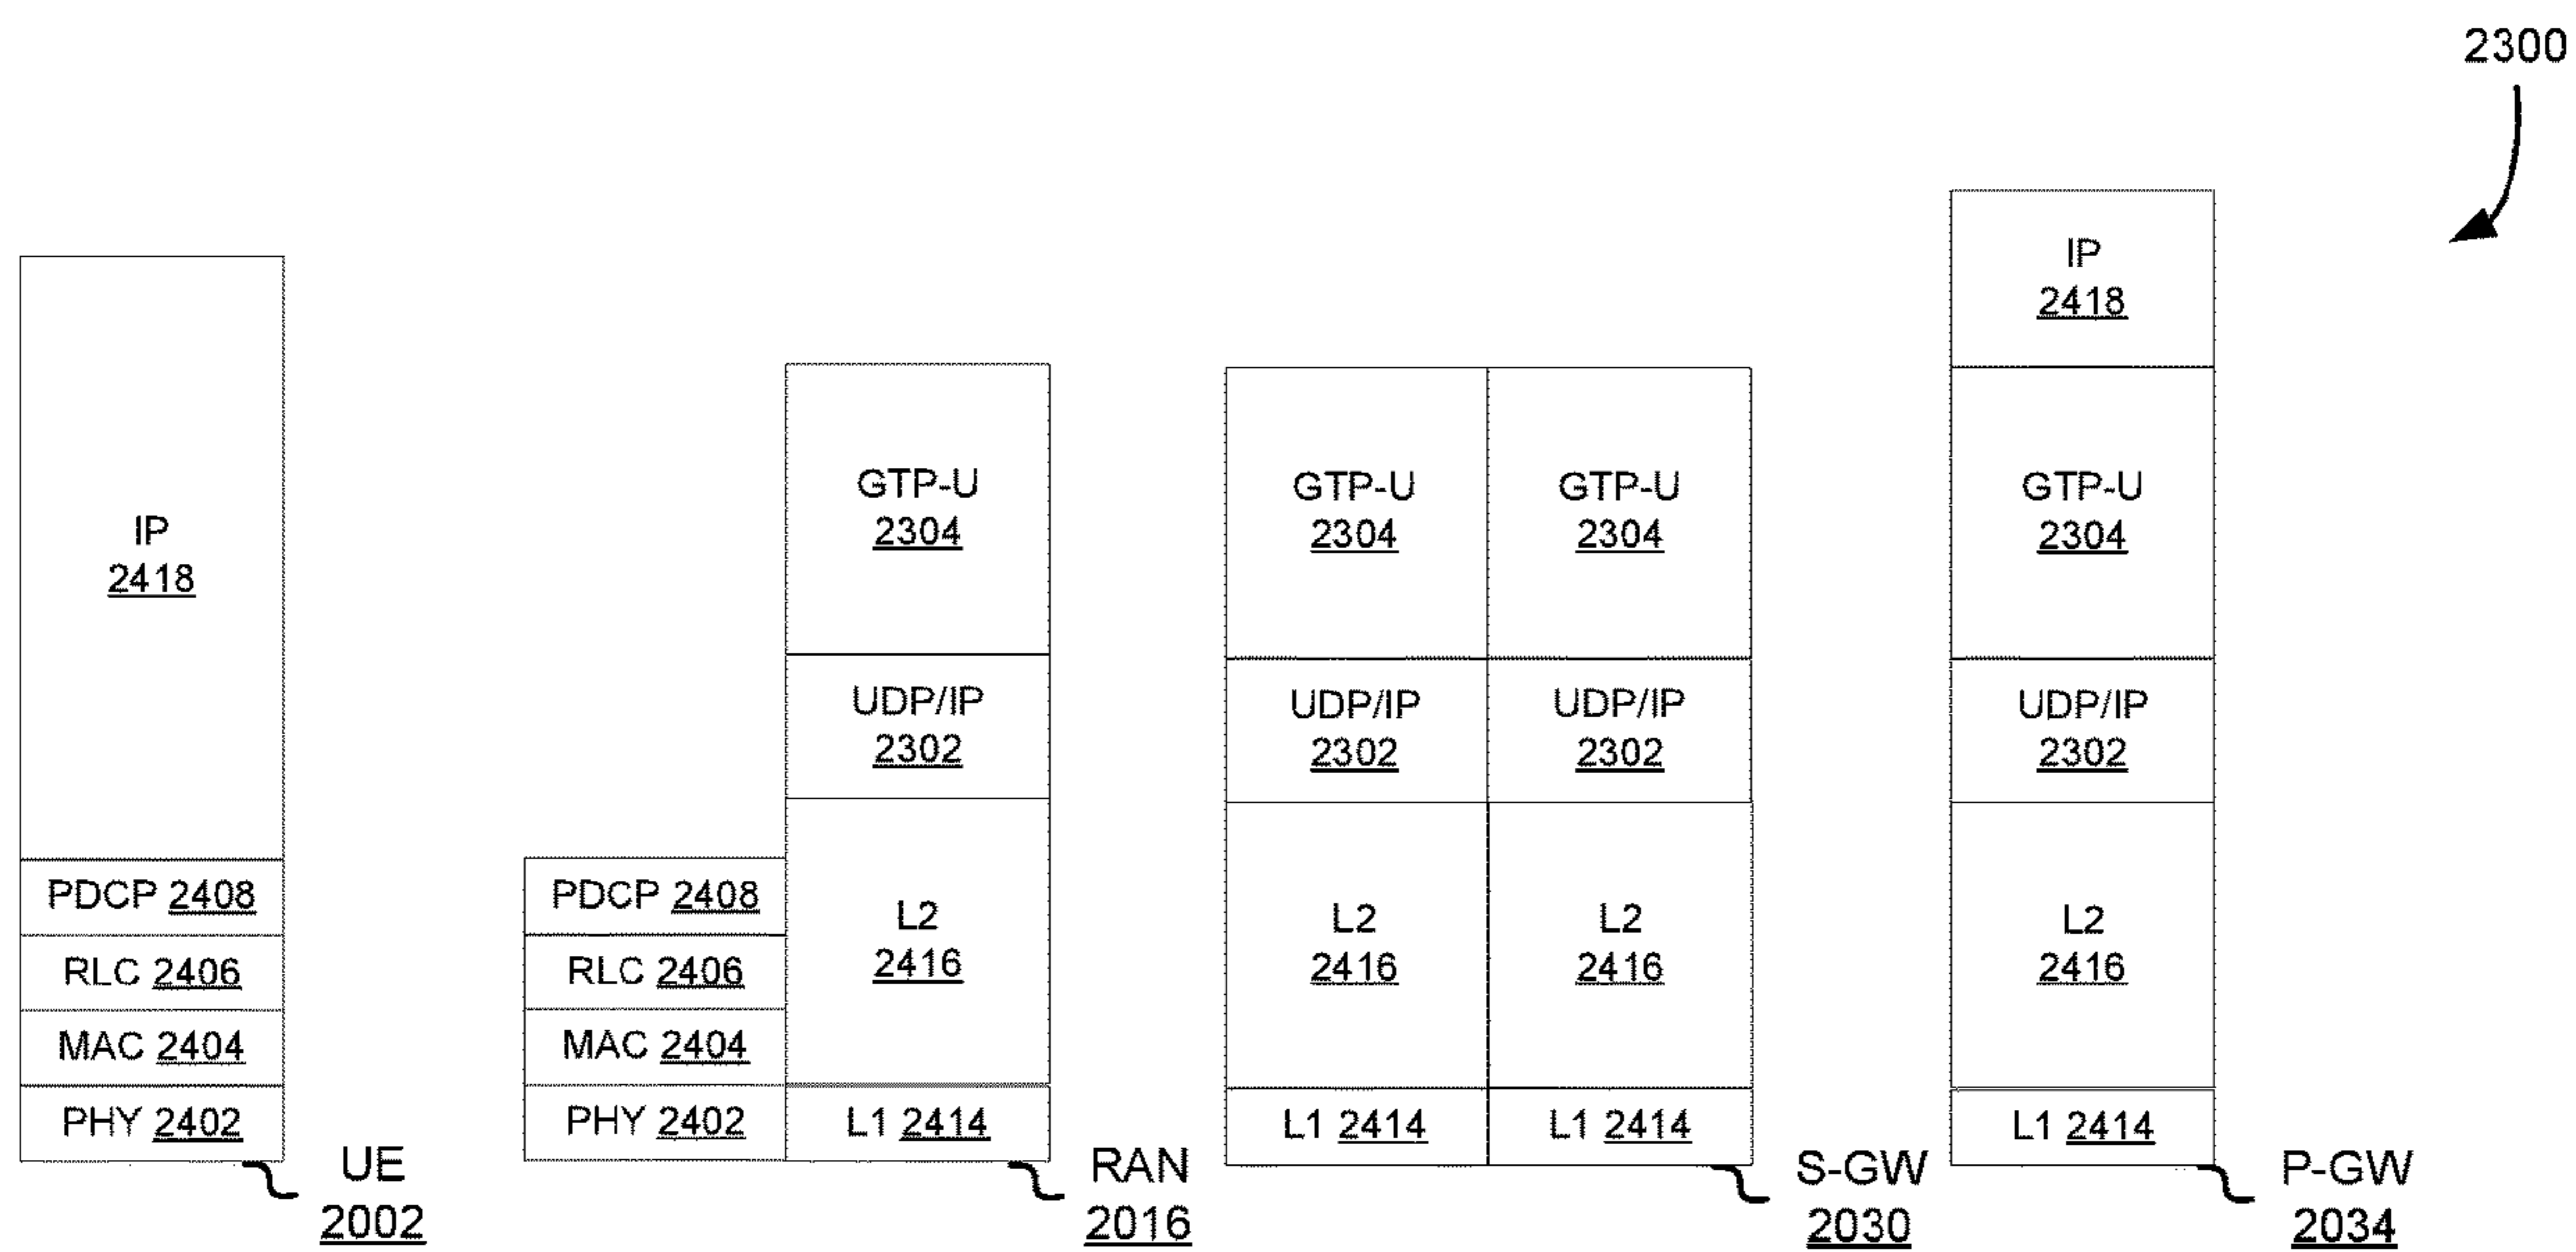 2300
IP
2418
PDCP 2408
RLC 2406
MAC 2404
PHY 2402
UE
2002
PDCP 2408
RLC 2406
MAC 2404
PHY 2402
GTP-U
2304
UDP/IP
2302
L2
2416
L1 2414
RAN
2016
GTP-U
2304
UDP/IP
2302
L2
2416
L1 2414
GTP-U
2304
UDP/IP
2302
L2
2416
L1 2414
S-GW
2030
IP
2418
GTP-U
2304
UDP/IP
2302
L2
2416
L1 2414
P-GW
2034